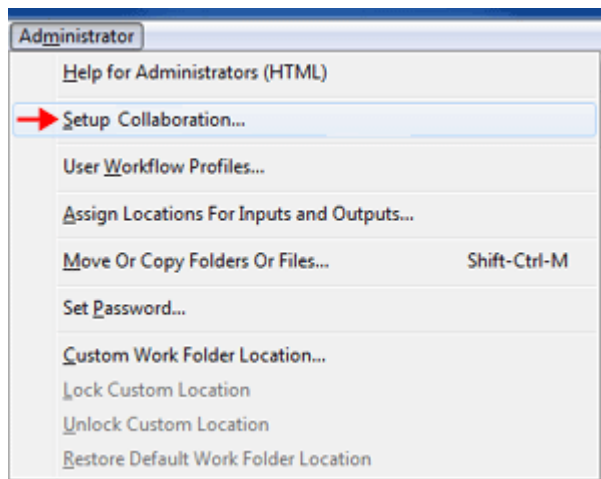 Administrator
Help for Administrators (HTML)
Setup Collaboration...
User Workflow Profiles...
Assign Locations For Inputs and Outputs...
Move Or Copy Folders Or Files... Shift-Ctrl-M
Set Password...
Custom Work Folder Location...
Lock Custom Location
Unlock Custom Location
Restore Default Work Folder Location